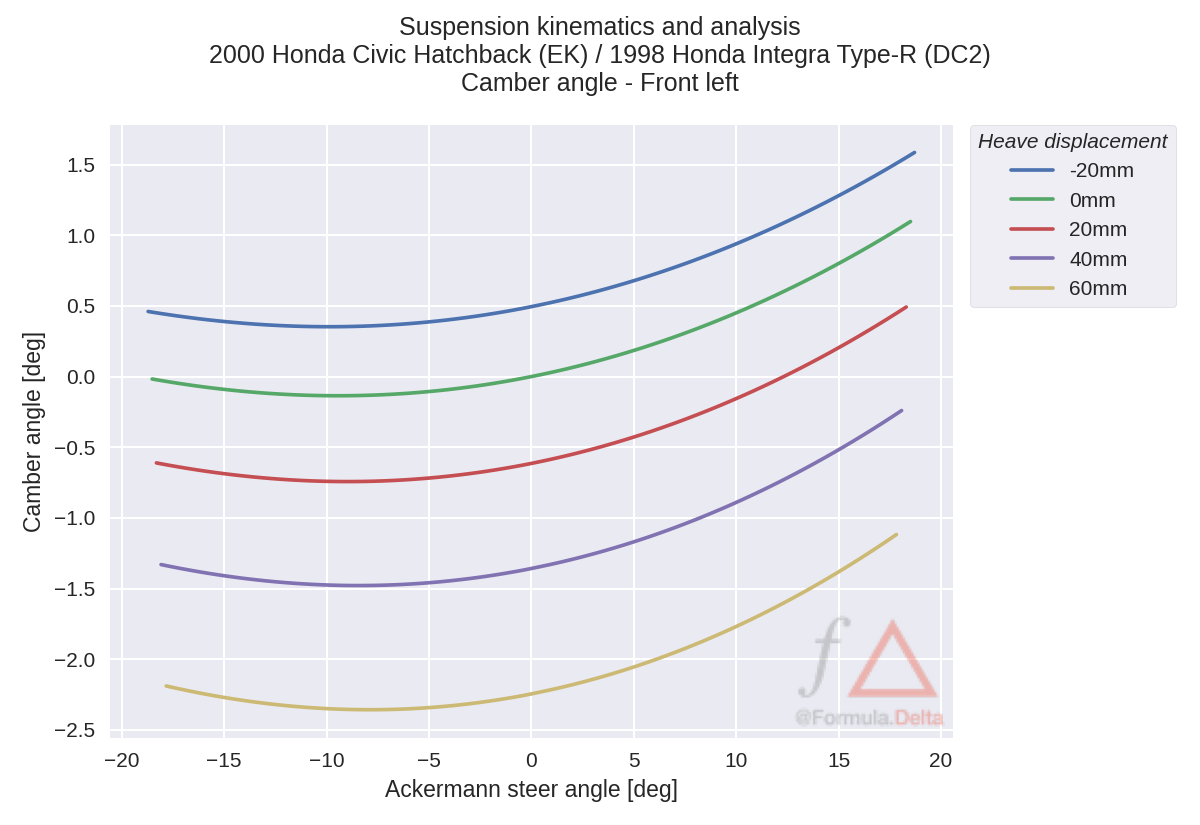 Suspension kinematics and analysis
2000 Honda Civic Hatchback (EK) / 1998 Honda Integra Type-R (DC2)
Camber angle - Front left
Heave displacement
-20mm
0mm
20mm
40mm
60mm
Camber angle [deg]
1.5
1.0
0.5
0.0
−0.5
−1.0
−1.5
−2.0
−2.5
−20 −15 −10 −5 0 5 10 15 20
Ackermann steer angle [deg]
f
@Formula.Delta